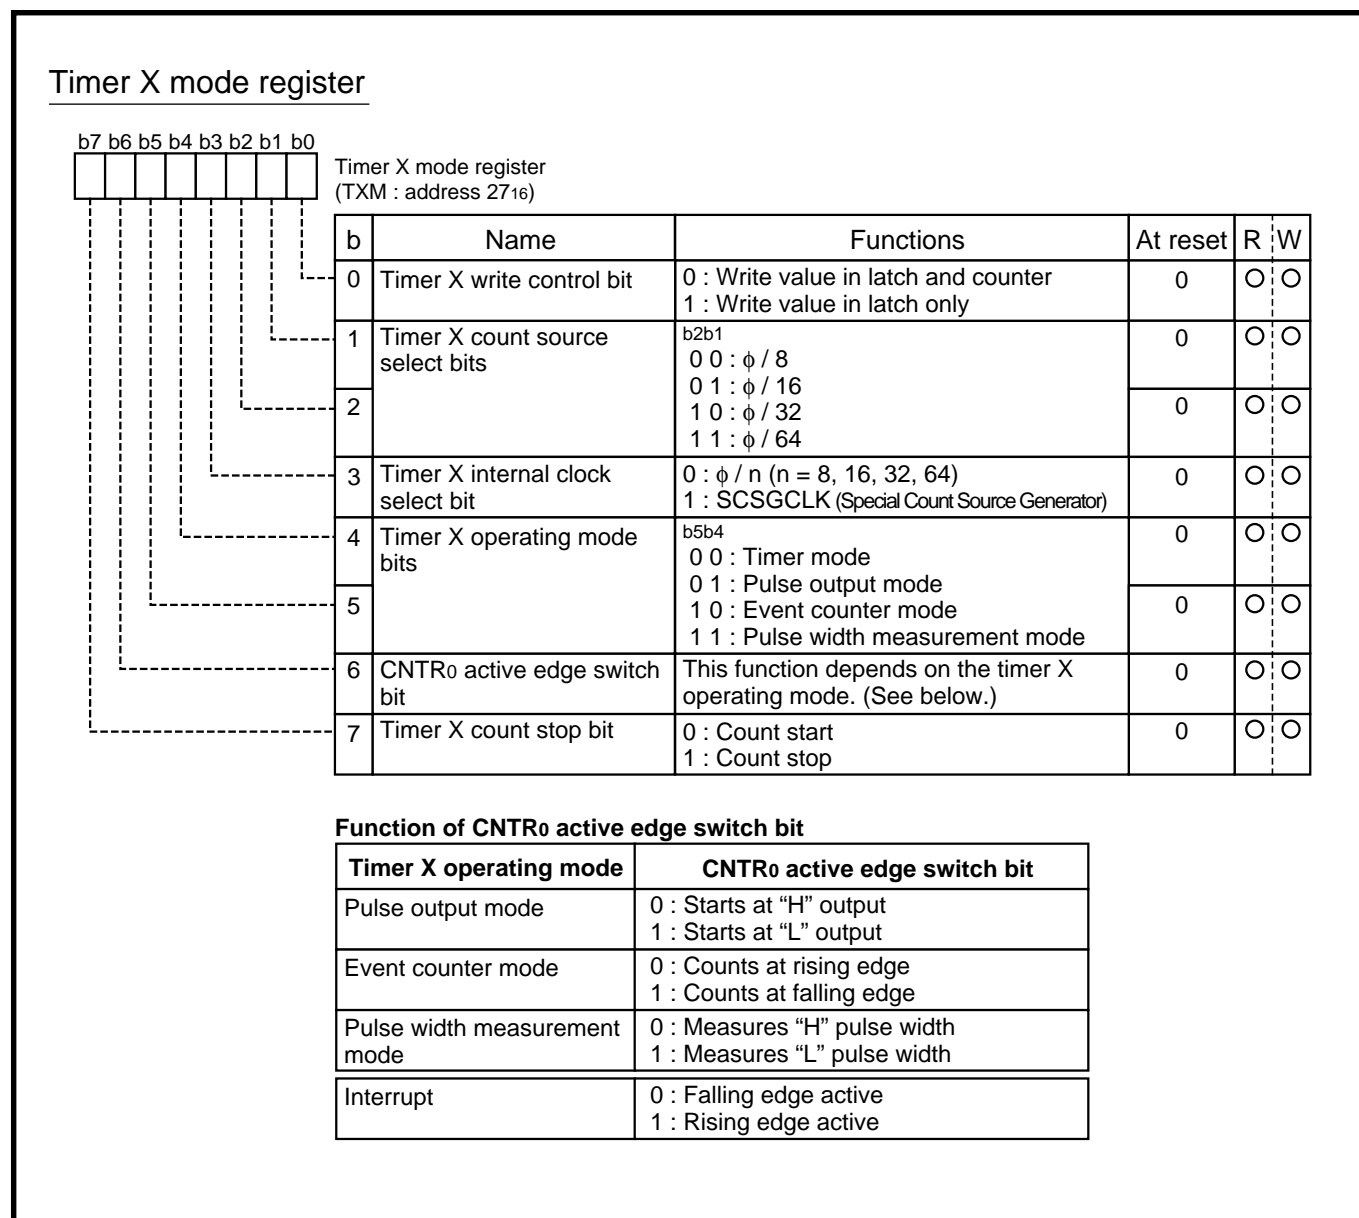 Timer X mode register
b7 b6 b5 b4 b3 b2 b1 b0
Timer X mode register
(TXM : address 2716)
b Name Functions At reset R W
0 Timer X write control bit 0 : Write value in latch and counter 0 O O
1 : Write value in latch only
1 Timer X count source b2b1 0 O O
select bits 0 0 : ϕ / 8
0 1 : ϕ / 16
2 1 0 : ϕ / 32 0 O O
1 1 : ϕ / 64
3 Timer X internal clock 0 : ϕ / n (n = 8, 16, 32, 64) 0 O O
select bit 1 : SCSGCLK (Special Count Source Generator)
4 Timer X operating mode b5b4 0 O O
bits 0 0 : Timer mode
0 1 : Pulse output mode
5 1 0 : Event counter mode 0 O O
1 1 : Pulse width measurement mode
6 CNTR0 active edge switch This function depends on the timer X 0 O O
bit operating mode. (See below.)
7 Timer X count stop bit 0 : Count start 0 O O
1 : Count stop
Function of CNTR0 active edge switch bit
Timer X operating mode CNTR0 active edge switch bit
Pulse output mode 0 : Starts at “H” output
1 : Starts at “L” output
Event counter mode 0 : Counts at rising edge
1 : Counts at falling edge
Pulse width measurement 0 : Measures “H” pulse width
mode 1 : Measures “L” pulse width
Interrupt 0 : Falling edge active
1 : Rising edge active